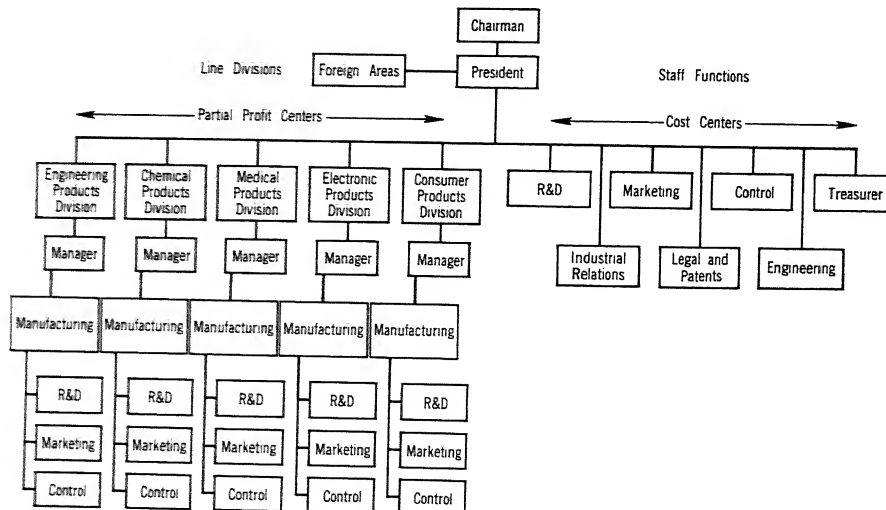 Chairman
Line Divisions
Foreign Areas
President
Staff Functions
Partial Profit Centers
Cost Centers
Engineering
Products
Division
Chemical
Products
Division
Medical
Products
Division
Electronic
Products
Division
Consumer
Products
Division
R&D
Marketing
Control
Treasurer
Manager
Manager
Manager
Manager
Manager
Industrial
Relations
Legal and
Patents
Engineering
Manufacturing
Manufacturing
Manufacturing
Manufacturing
Manufacturing
R&D
R&D
R&D
R&D
R&D
Marketing
Marketing
Marketing
Marketing
Marketing
Control
Control
Control
Control
Control